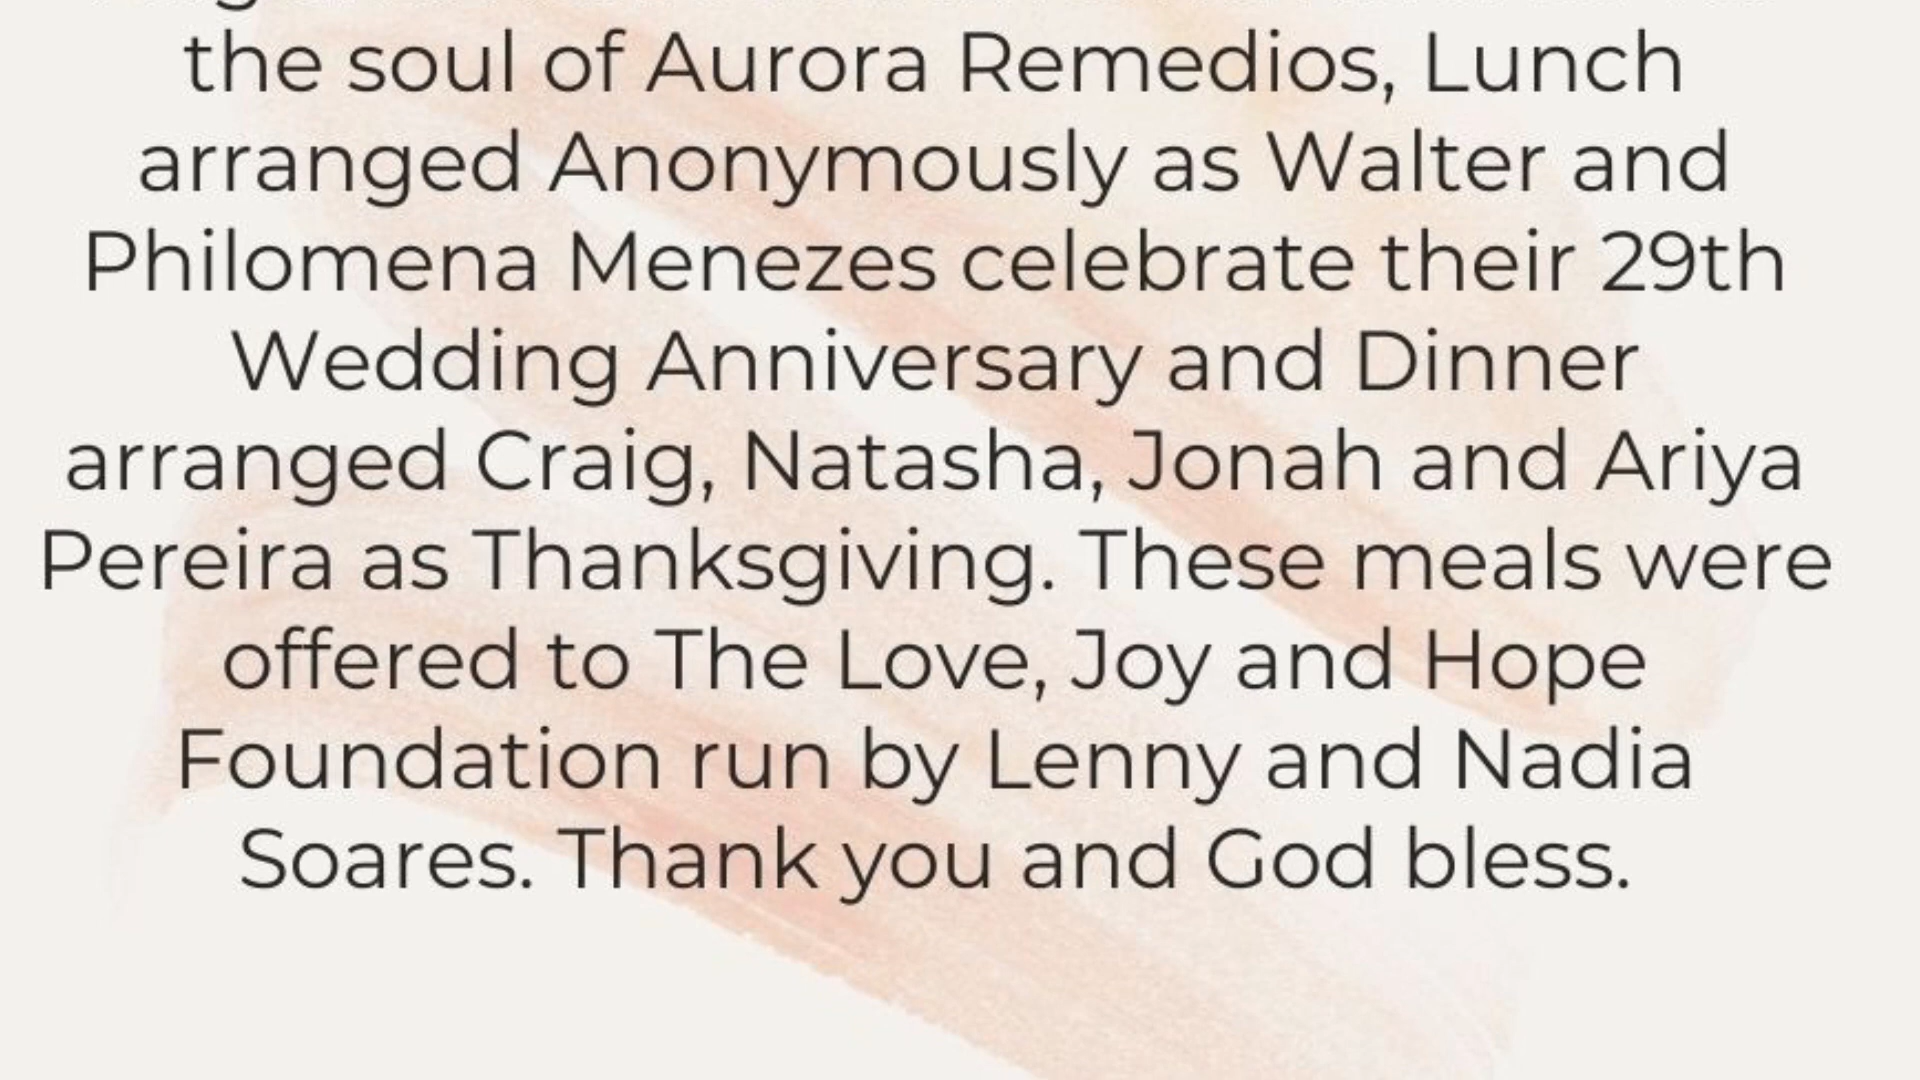 the soul of Aurora Remedios, Lunch
arranged Anonymously as Walter and
Philomena Menezes celebrate their 29th
Wedding Anniversary and Dinner
arranged Craig, Natasha, Jonah and Ariya
Pereira as Thanksgiving. These meals were
offered to The Love, Joy and Hope
Foundation run by Lenny and Nadia
Soares. Thank you and God bless.